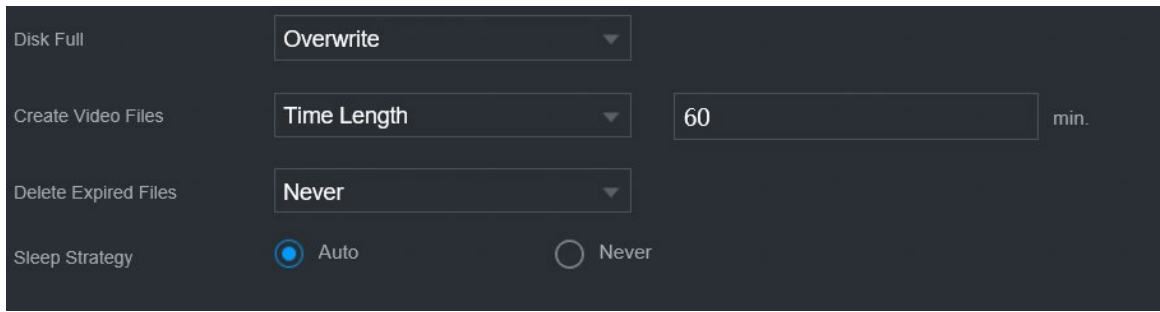 Disk Full Overwrite
Create Video Files Time Length 60 min.
Delete Expired Files Never
Sleep Strategy Auto Never